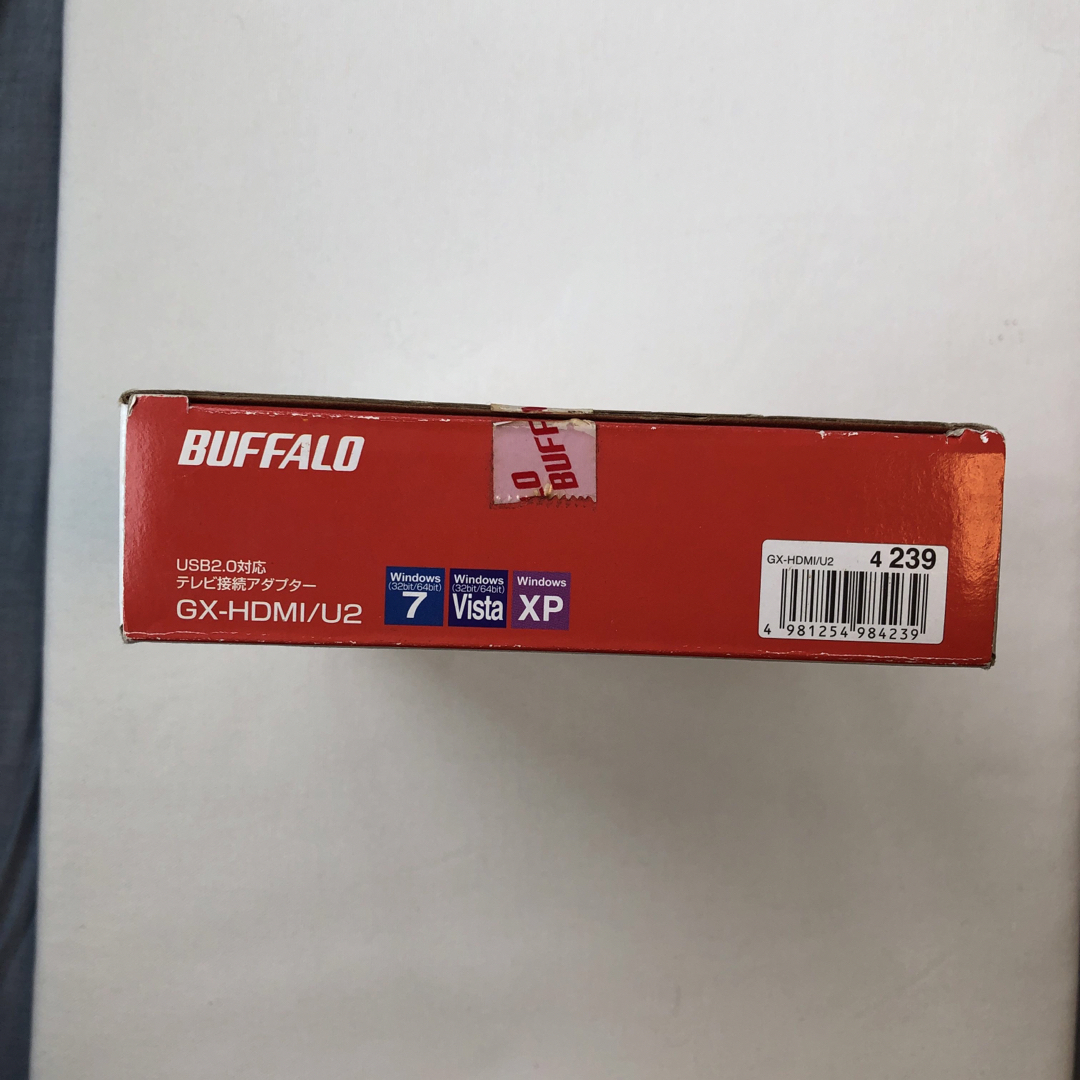 BUFFALO
O BUFF
USB2.0対応
テレビ接続アダプター
GX-HDMI/U2
Windows
(32bit/64bit)
7
Windows
(32bit/64bit)
Vista
Windows
XP
GX-HDMI/U2 4 239
4 981254 984239